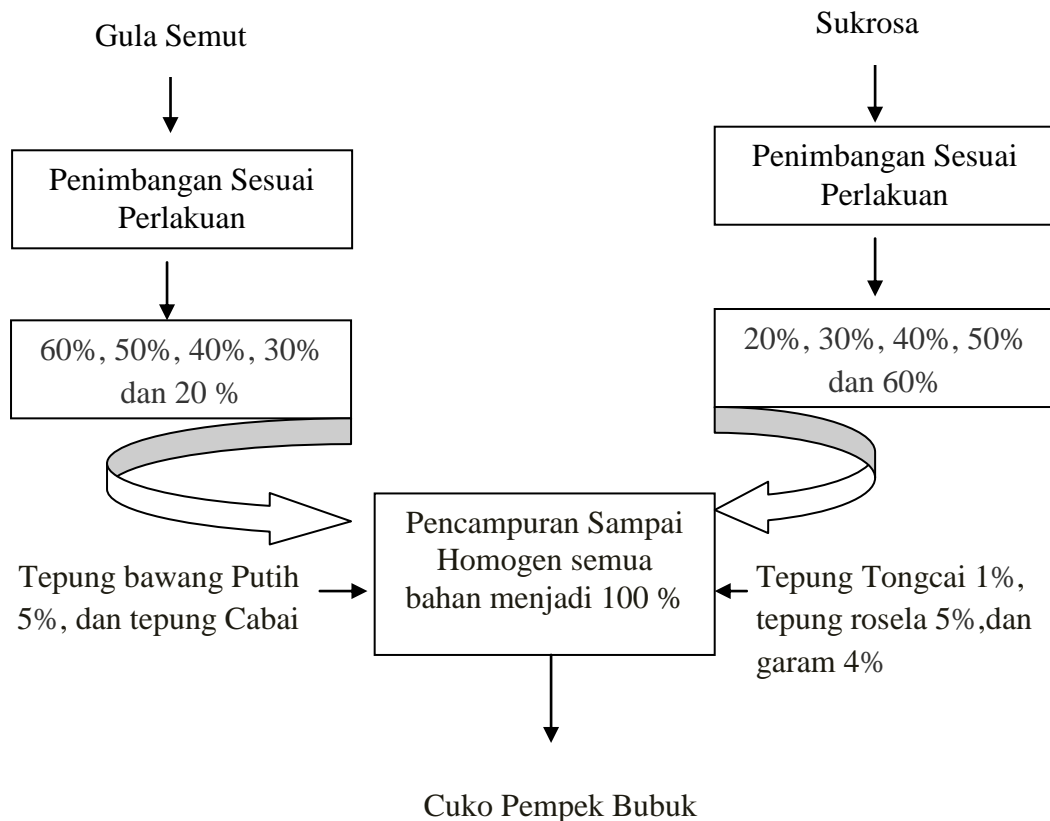 Gula Semut
Sukrosa
Penimbangan Sesuai
Perlakuan
Penimbangan Sesuai
Perlakuan
60%, 50%, 40%, 30%
dan 20 %
20%, 30%, 40%, 50%
dan 60%
Pencampuran Sampai
Homogen semua
bahan menjadi 100 %
Tepung bawang Putih
5%, dan tepung Cabai
Tepung Tongcai 1%,
tepung rosela 5%,dan
garam 4%
Cuko Pempek Bubuk